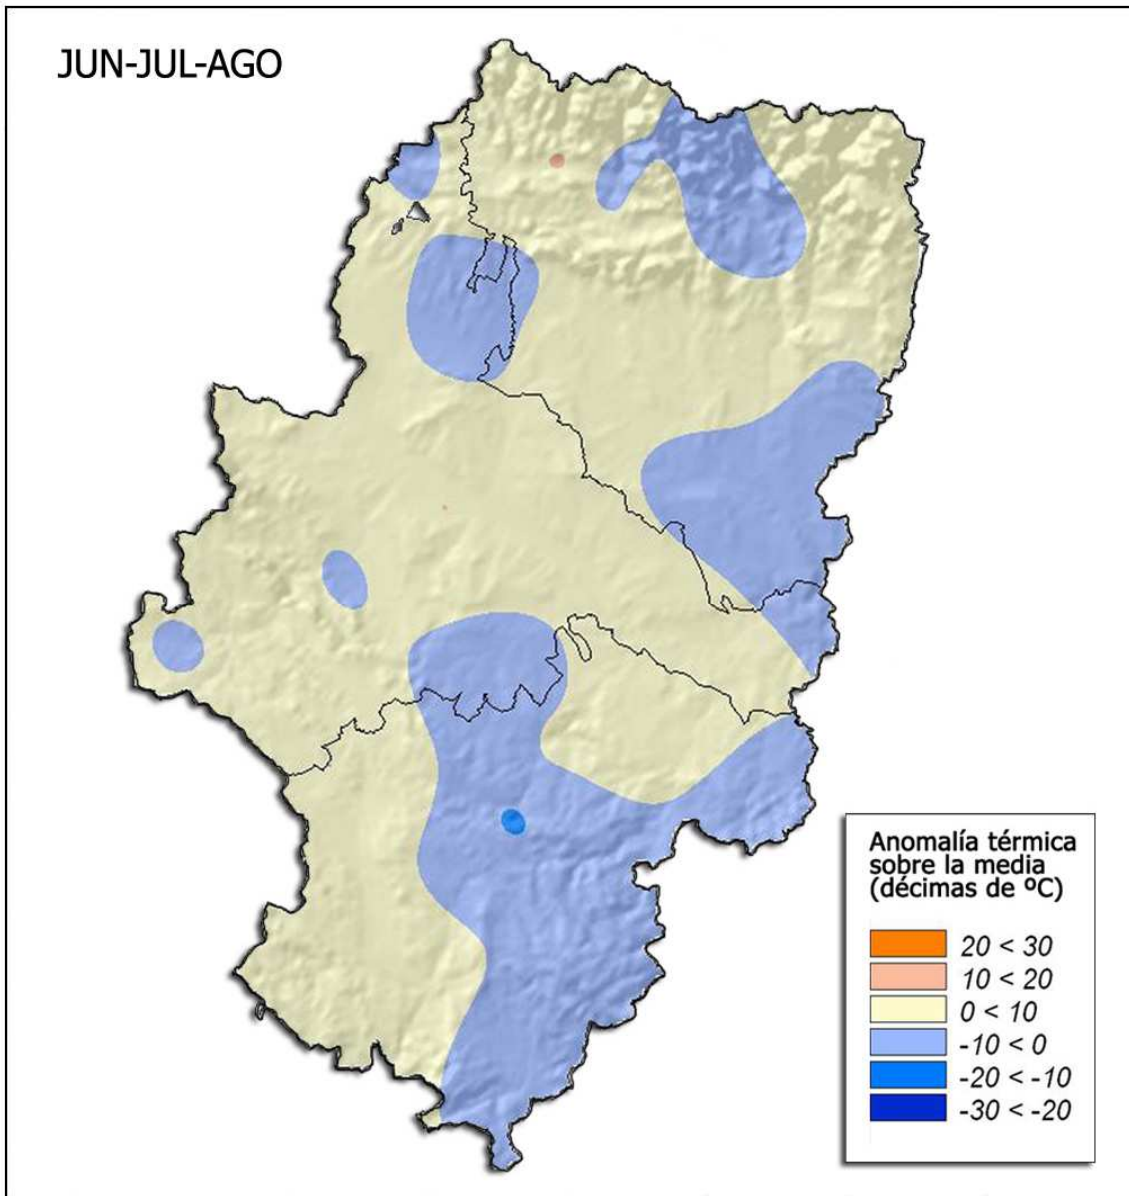 JUN-JUL-AGO
Anomalía térmica
sobre la media
(décimas de ºC)
20 < 30
10 < 20
0 < 10
-10 < 0
-20 < -10
-30 < -20